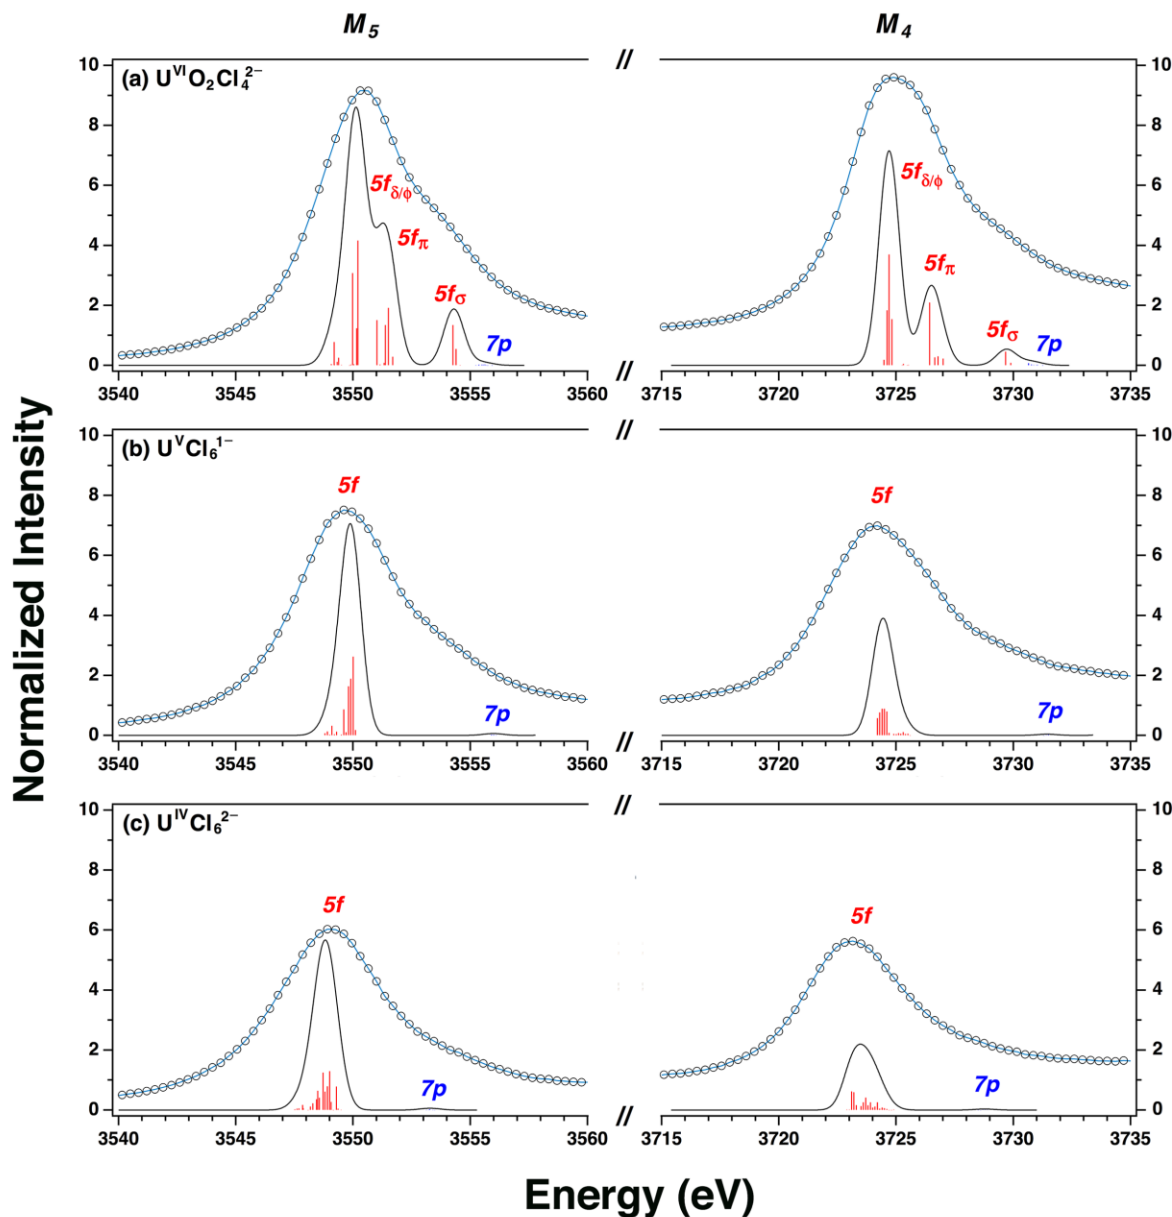 M₅ M₄
Normalized Intensity
// 
(a) UⱽᴵO₂Cl₄²⁻
5fδ/ϕ 5fπ 5fσ 7p
5fδ/ϕ 5fπ 5fσ 7p
10 8 6 4 2 0
10 8 6 4 2 0
//
3540 3545 3550 3555 3560 3715 3720 3725 3730 3735
//
(b) UⱽCl₆¹⁻
5f 7p
5f 7p
10 8 6 4 2 0
10 8 6 4 2 0
//
3540 3545 3550 3555 3560 3715 3720 3725 3730 3735
//
(c) UᴵⱽCl₆²⁻
5f 7p
5f 7p
10 8 6 4 2 0
10 8 6 4 2 0
//
3540 3545 3550 3555 3560 3715 3720 3725 3730 3735
Energy (eV)